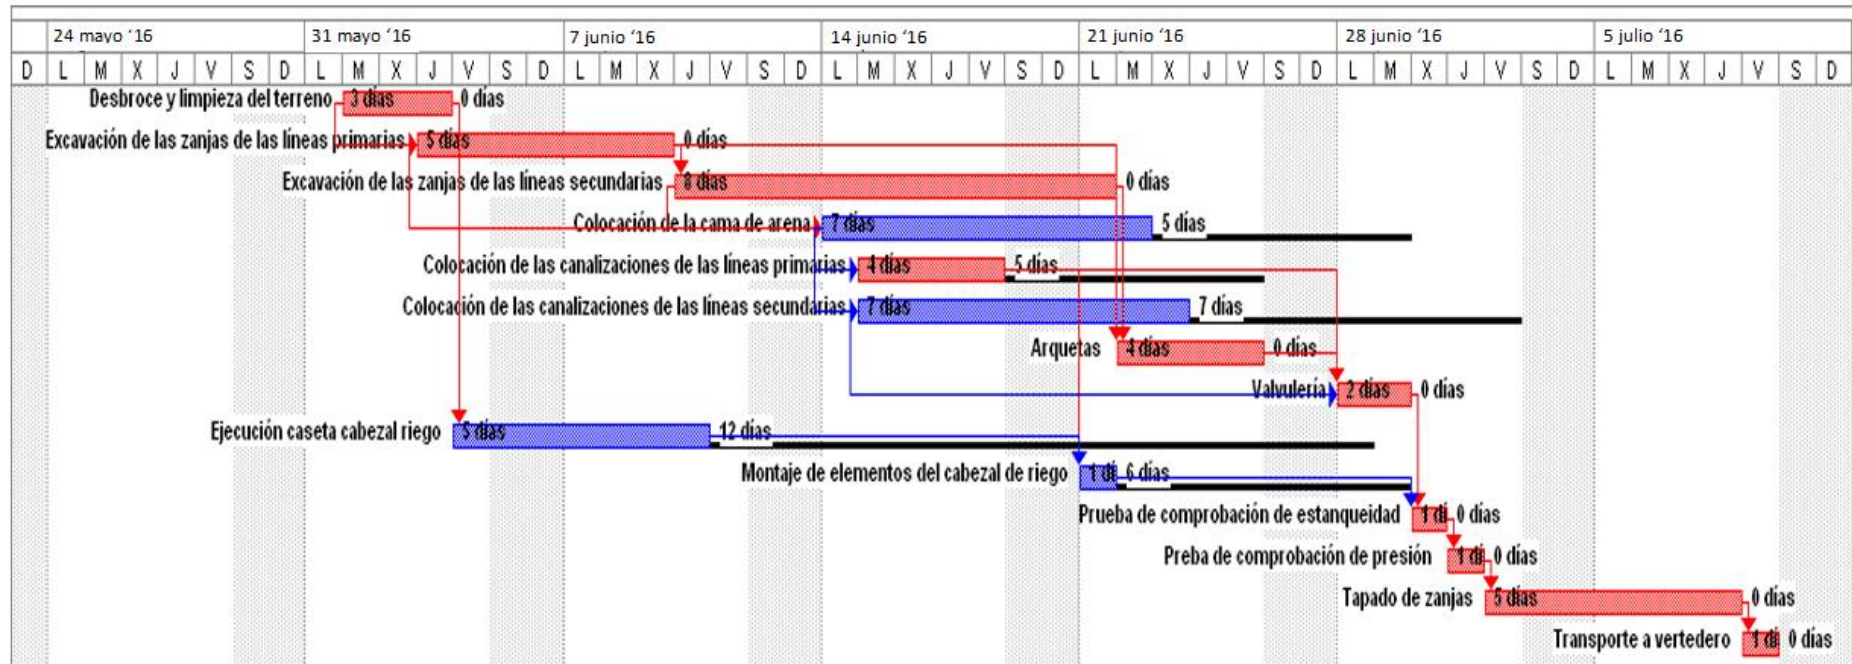 24 mayo '16 31 mayo '16 7 junio '16 14 junio '16 21 junio '16 28 junio '16 5 julio '16
D L M X J V S D L M X J V S D L M X J V S D L M X J V S D L M X J V S D L M X J V S D L M X J V S D
Desbroce y limpieza del terreno 3 días 0 días
Excavación de las zanjas de las líneas primarias 5 días 0 días
Excavación de las zanjas de las líneas secundarias 8 días 0 días
Colocación de la cama de arena 7 días 5 días
Colocación de las canalizaciones de las líneas primarias 4 días 5 días
Colocación de las canalizaciones de las líneas secundarias 7 días 7 días
Arquetas 4 días 0 días
Valvulería 2 días 0 días
Ejecución caseta cabezal riego 5 días 12 días
Montaje de elementos del cabezal de riego 1 dí 6 días
Prueba de comprobación de estanqueidad 1 dí 0 días
Preba de comprobación de presión 1 dí 0 días
Tapado de zanjas 5 días 0 días
Transporte a vertedero 1 dí 0 días